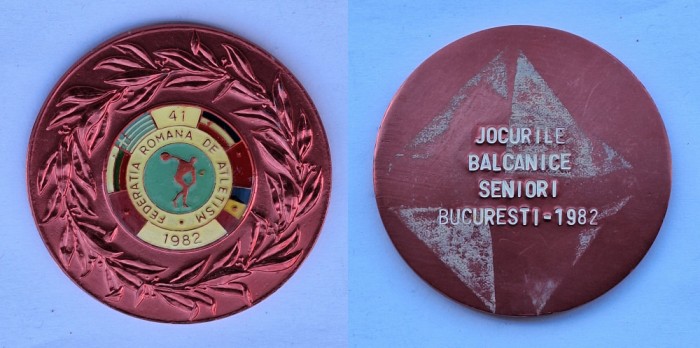 41
FEDERATIA ROMANA DE ATLETISM
1982
JOCURILE
BALCANICE
SENIORI
BUCURESTI-1982